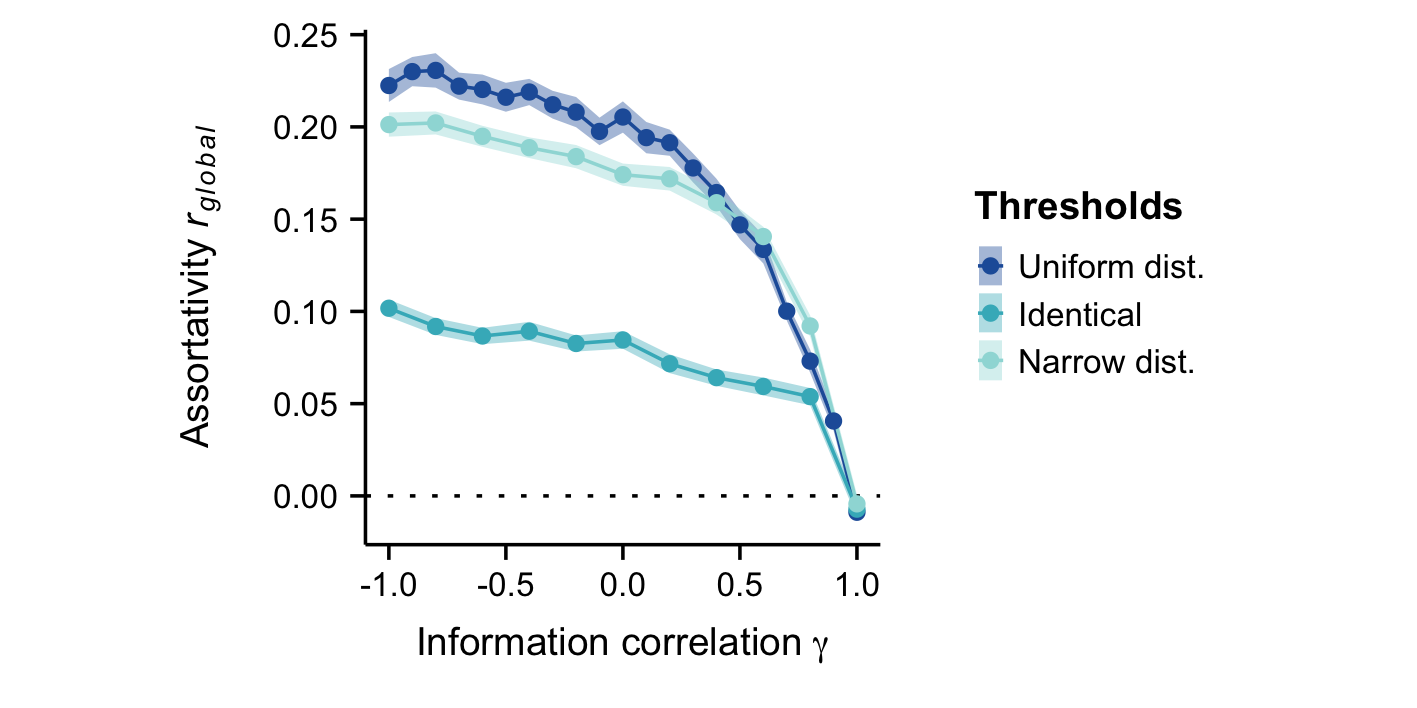 0.25
0.20
0.15
0.10
0.05
0.00
Assortativity r_global
-1.0 -0.5 0.0 0.5 1.0
Information correlation γ
Thresholds
Uniform dist.
Identical
Narrow dist.